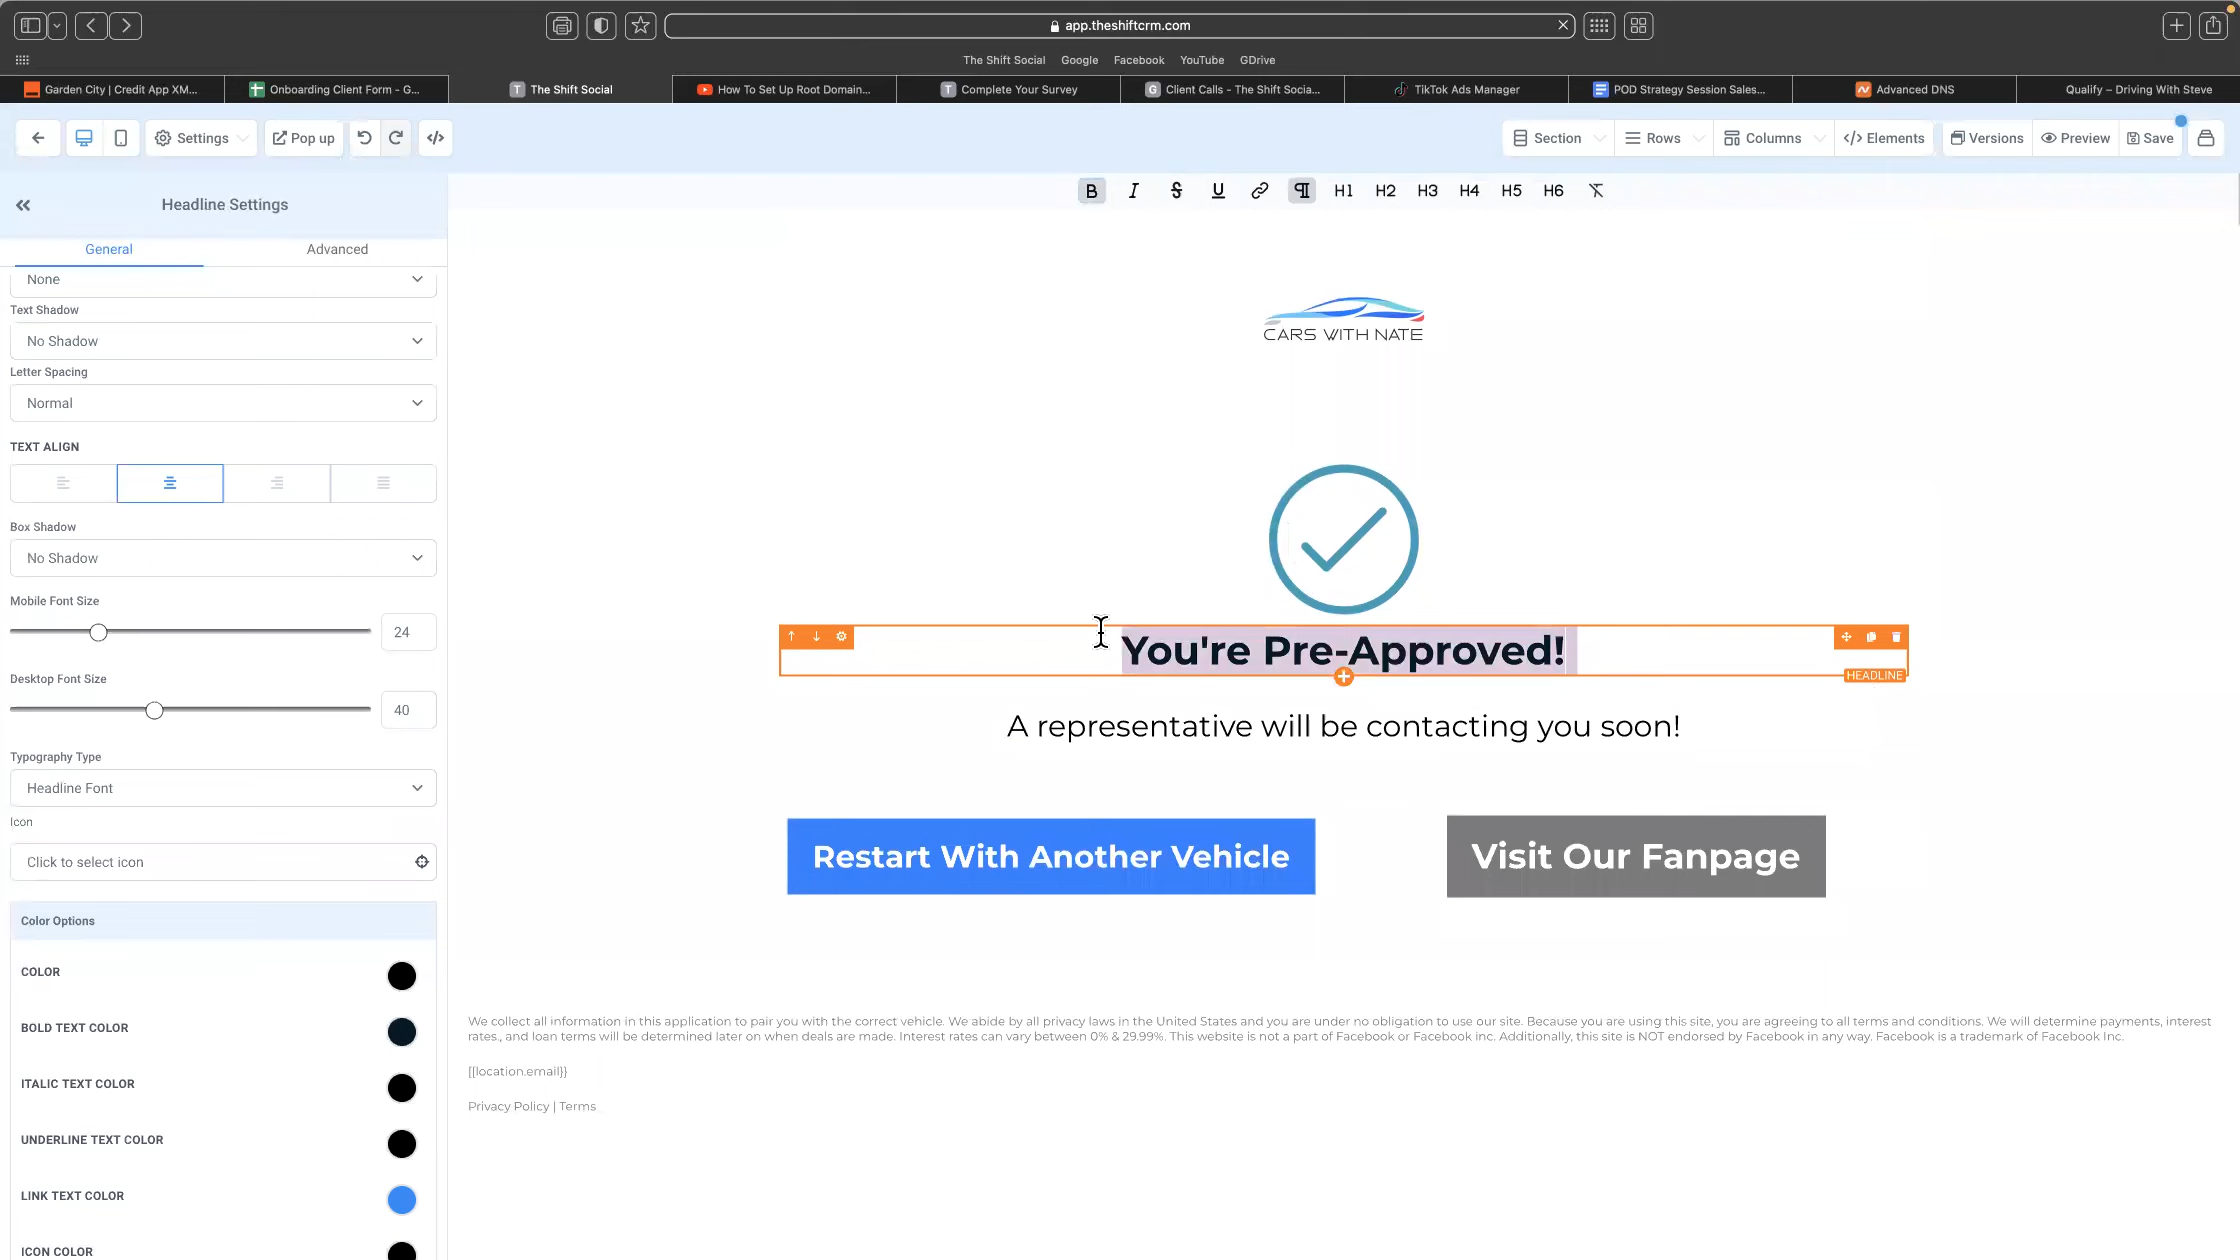 app.theshiftcrm.com
The Shift Social Google Facebook YouTube GDrive
Garden City | Credit App XM...
Onboarding Client Form - G...
The Shift Social
How To Set Up Root Domain...
Complete Your Survey
Client Calls - The Shift Socia...
TikTok Ads Manager
POD Strategy Session Sales...
Advanced DNS
Qualify – Driving With Steve
Settings
Pop up
Section
Rows
Columns
</> Elements
Versions
Preview
Save
B I S U H1 H2 H3 H4 H5 H6
Headline Settings
General
Advanced
None
Text Shadow
No Shadow
Letter Spacing
Normal
TEXT ALIGN
Box Shadow
No Shadow
Mobile Font Size
24
Desktop Font Size
40
Typography Type
Headline Font
Icon
Click to select icon
Color Options
COLOR
BOLD TEXT COLOR
ITALIC TEXT COLOR
UNDERLINE TEXT COLOR
LINK TEXT COLOR
ICON COLOR
CARS WITH NATE
You're Pre-Approved!
HEADLINE
A representative will be contacting you soon!
Restart With Another Vehicle
Visit Our Fanpage
We collect all information in this application to pair you with the correct vehicle. We abide by all privacy laws in the United States and you are under no obligation to use our site. Because you are using this site, you are agreeing to all terms and conditions. We will determine payments, interest
rates., and loan terms will be determined later on when deals are made. Interest rates can vary between 0% & 29.99%. This website is not a part of Facebook or Facebook Inc. Additionally, this site is NOT endorsed by Facebook in any way. Facebook is a trademark of Facebook Inc.
{{location.email}}
Privacy Policy | Terms